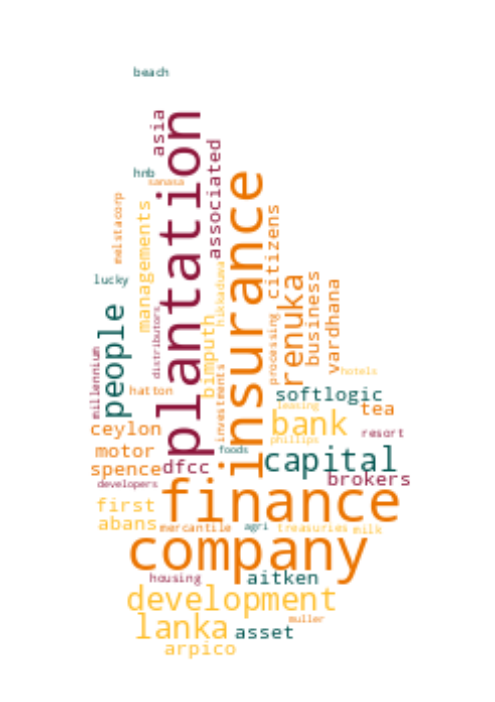 beach
asia
plantation
associated
hnb
sanasa
insurance
melstacorp
managements
citizens
hikkaduwa
lucky
people
distributors
bimputh
renuka
business
vardhana
processing
millennium
investments
hotels
hatton
softlogic
leasing
tea
ceylon
bank
resort
phillips
motor
foods
capital
spence
dfcc
brokers
developers
finance
first
abans
mercantile
agri
treasuries
milk
company
housing
aitken
development
muller
lanka
asset
arpico